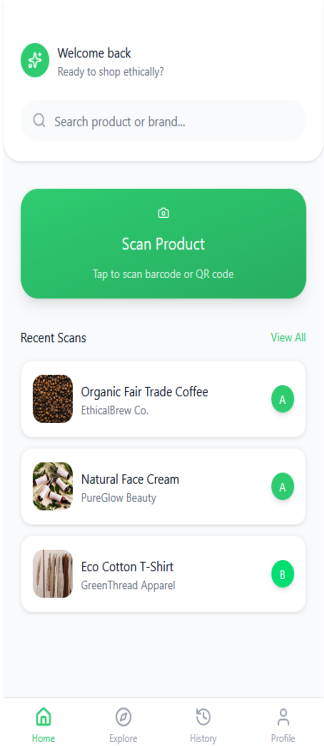 Welcome back
Ready to shop ethically?
Search product or brand...
Scan Product
Tap to scan barcode or QR code
Recent Scans View All
Organic Fair Trade Coffee
EthicalBrew Co.
A
Natural Face Cream
PureGlow Beauty
A
Eco Cotton T-Shirt
GreenThread Apparel
B
Home Explore History Profile